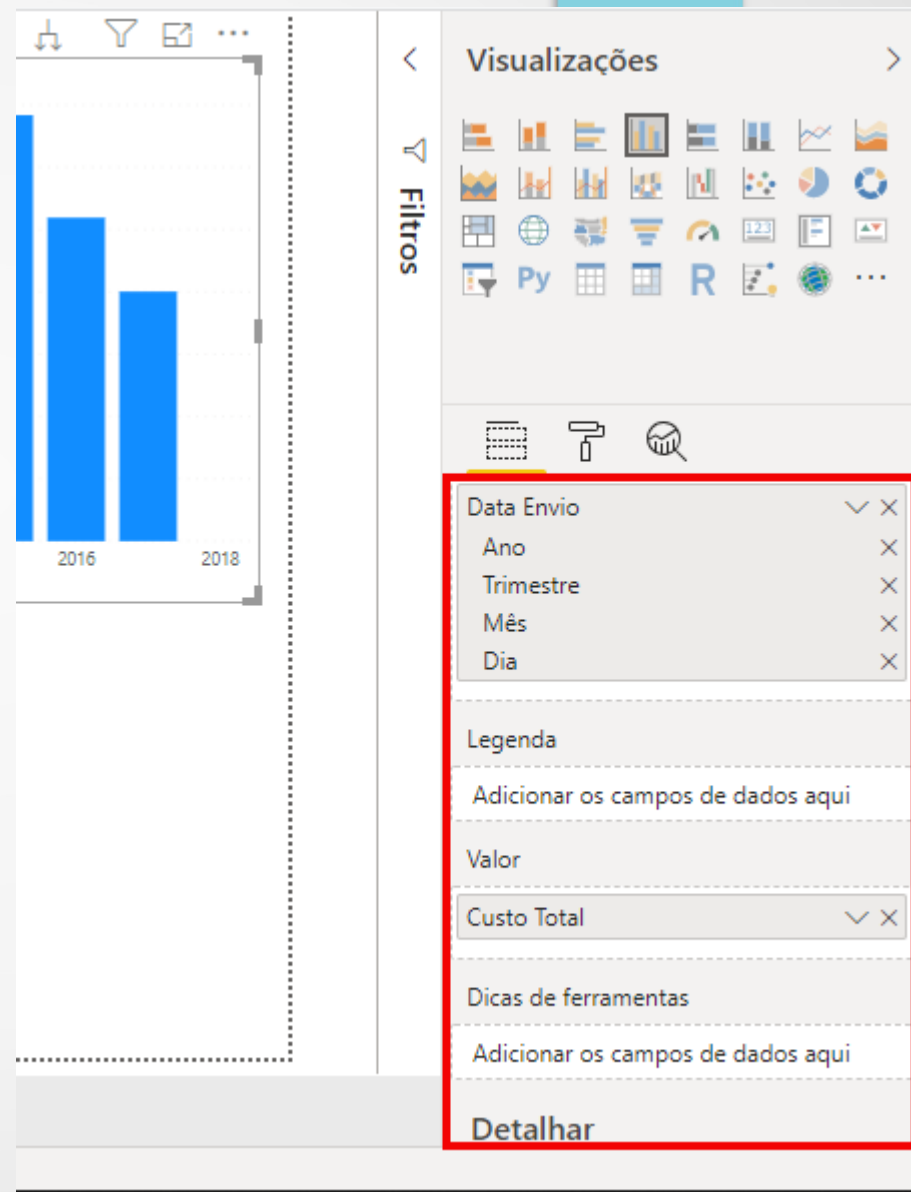 Visualizações
Filtros
123
Py
R
2016
2018
Data Envio
Ano
Trimestre
Mês
Dia
Legenda
Adicionar os campos de dados aqui
Valor
Custo Total
Dicas de ferramentas
Adicionar os campos de dados aqui
Detalhar